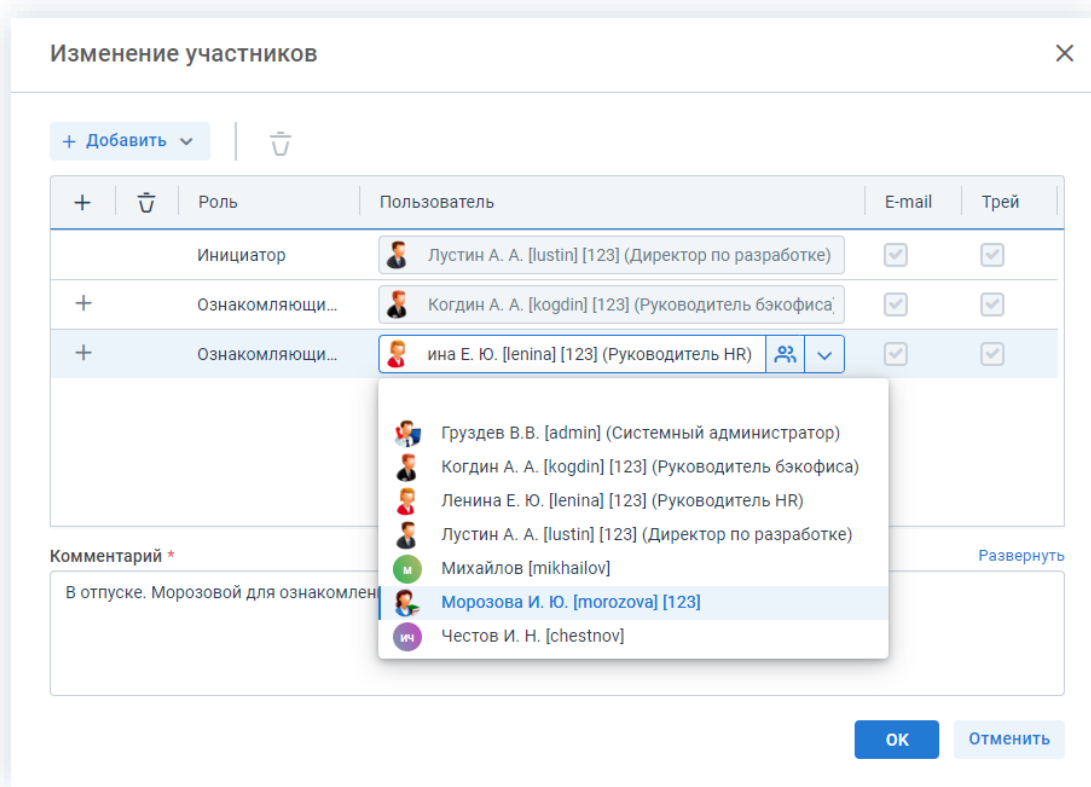 Изменение участников
+ Добавить
Роль Пользователь E-mail Трей
Инициатор Лустин А. А. [lustin] [123] (Директор по разработке)
Ознакомляющи... Когдин А. А. [kogdin] [123] (Руководитель бэкофиса)
Ознакомляющи... ина Е. Ю. [lenina] [123] (Руководитель HR)
Груздев В.В. [admin] (Системный администратор)
Когдин А. А. [kogdin] [123] (Руководитель бэкофиса)
Ленина Е. Ю. [lenina] [123] (Руководитель HR)
Лустин А. А. [lustin] [123] (Директор по разработке)
М Михайлов [mikhailov]
Морозова И. Ю. [morozova] [123]
ИЧ Честов И. Н. [chestnov]
Комментарий * Развернуть
В отпуске. Морозовой для ознакомлен
ОК Отменить